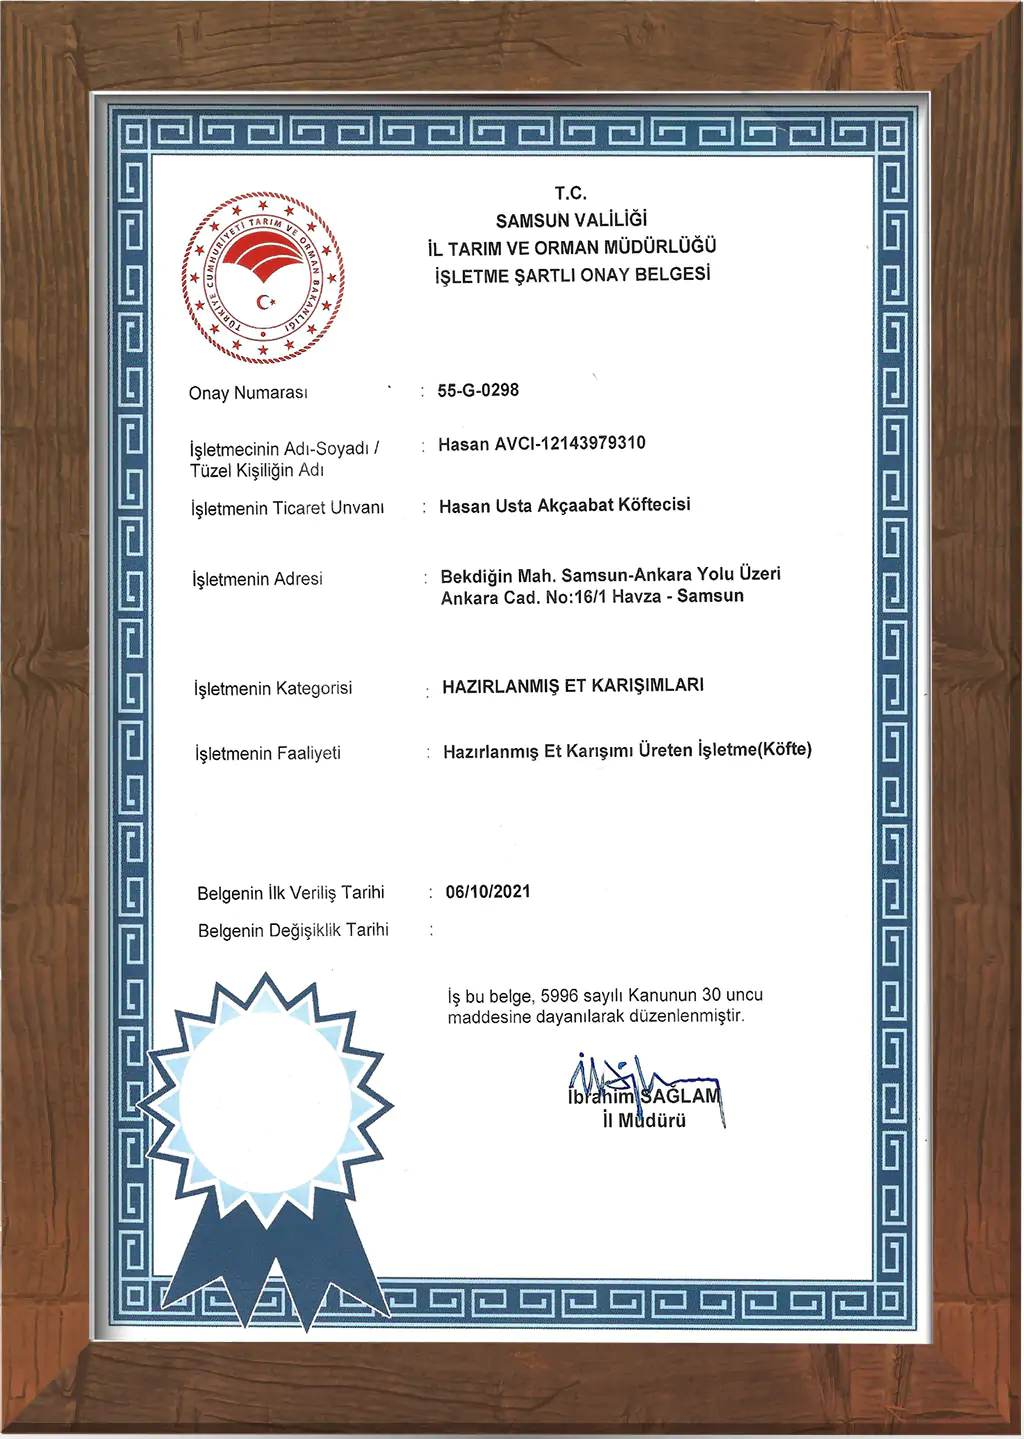 T.C.
SAMSUN VALİLİĞİ
İL TARIM VE ORMAN MÜDÜRLÜĞÜ
İŞLETME ŞARTLI ONAY BELGESİ
TÜRKİYE CUMHURİYETİ TARIM VE ORMAN BAKANLIĞI
Onay Numarası : 55-G-0298
İşletmecinin Adı-Soyadı / : Hasan AVCI-12143979310
Tüzel Kişiliğin Adı
İşletmenin Ticaret Unvanı : Hasan Usta Akçaabat Köftecisi
İşletmenin Adresi : Bekdiğin Mah. Samsun-Ankara Yolu Üzeri
Ankara Cad. No:16/1 Havza - Samsun
İşletmenin Kategorisi : HAZIRLANMIŞ ET KARIŞIMLARI
İşletmenin Faaliyeti : Hazırlanmış Et Karışımı Üreten İşletme(Köfte)
Belgenin İlk Veriliş Tarihi : 06/10/2021
Belgenin Değişiklik Tarihi :
İş bu belge, 5996 sayılı Kanunun 30 uncu
maddesine dayanılarak düzenlenmiştir.
İbrahim SAĞLAM
İl Müdürü